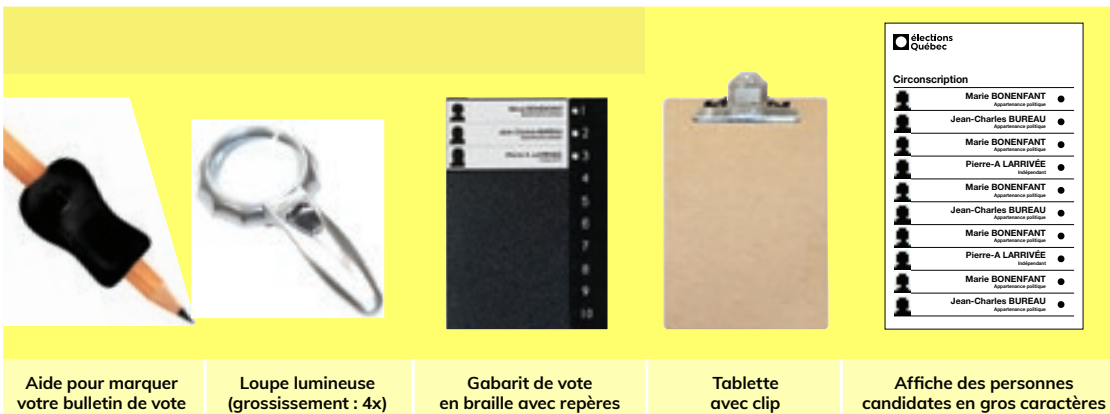 élections
Québec
Circonscription
Marie BONENFANT
Appartenance politique
Jean-Charles BUREAU
Appartenance politique
Marie BONENFANT
Appartenance politique
Pierre-A LARRIVÉE
Indépendant
Marie BONENFANT
Appartenance politique
Jean-Charles BUREAU
Appartenance politique
Marie BONENFANT
Appartenance politique
Pierre-A LARRIVÉE
Indépendant
Marie BONENFANT
Appartenance politique
Jean-Charles BUREAU
Appartenance politique
1
2
3
4
5
6
7
8
9
10
Aide pour marquer
votre bulletin de vote
Loupe lumineuse
(grossissement : 4x)
Gabarit de vote
en braille avec repères
Tablette
avec clip
Affiche des personnes
candidates en gros caractères